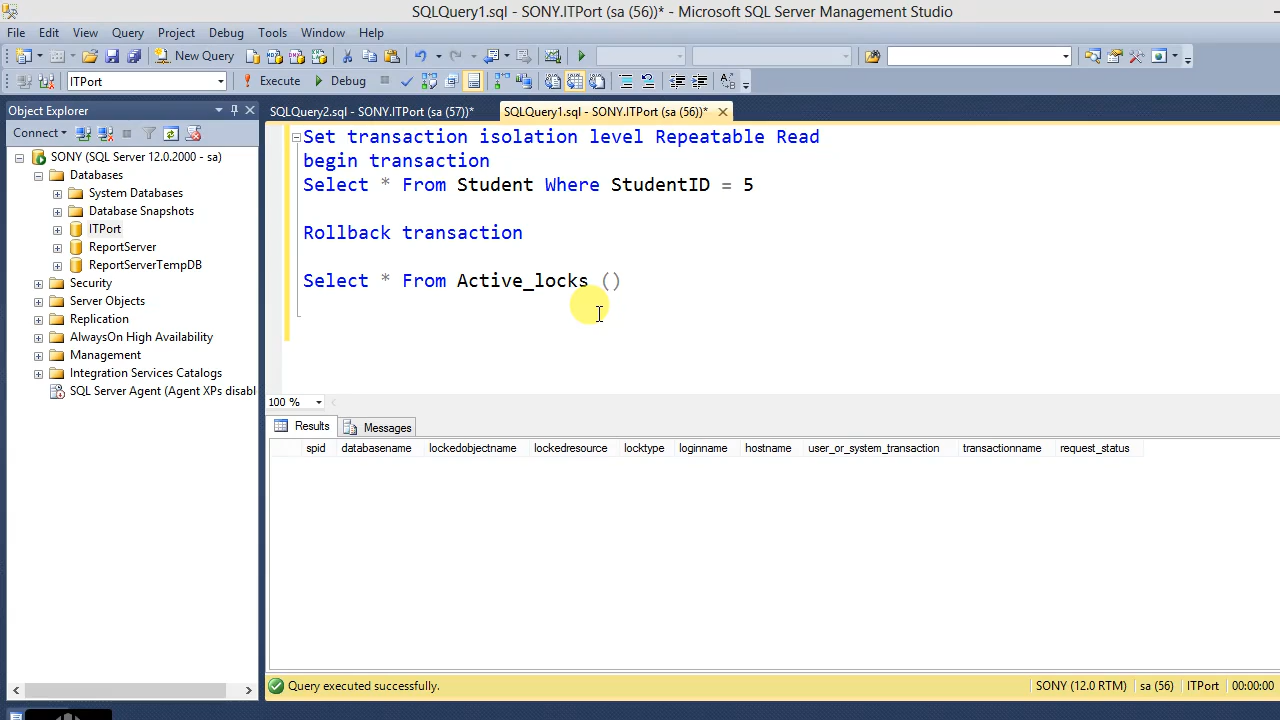 SQLQuery1.sql - SONY.ITPort (sa (56))* - Microsoft SQL Server Management Studio
File Edit View Query Project Debug Tools Window Help
New Query
ITPort Execute Debug
Object Explorer
Connect
SONY (SQL Server 12.0.2000 - sa)
Databases
System Databases
Database Snapshots
ITPort
ReportServer
ReportServerTempDB
Security
Server Objects
Replication
AlwaysOn High Availability
Management
Integration Services Catalogs
SQL Server Agent (Agent XPs disabl
SQLQuery2.sql - SONY.ITPort (sa (57))* SQLQuery1.sql - SONY.ITPort (sa (56))*
Set transaction isolation level Repeatable Read
begin transaction
Select * From Student Where StudentID = 5
Rollback transaction
Select * From Active_locks ()
100 %
Results Messages
spid databasename lockedobjectname lockedresource locktype loginname hostname user_or_system_transaction transactionname request_status
Query executed successfully. SONY (12.0 RTM) sa (56) ITPort 00:00:00